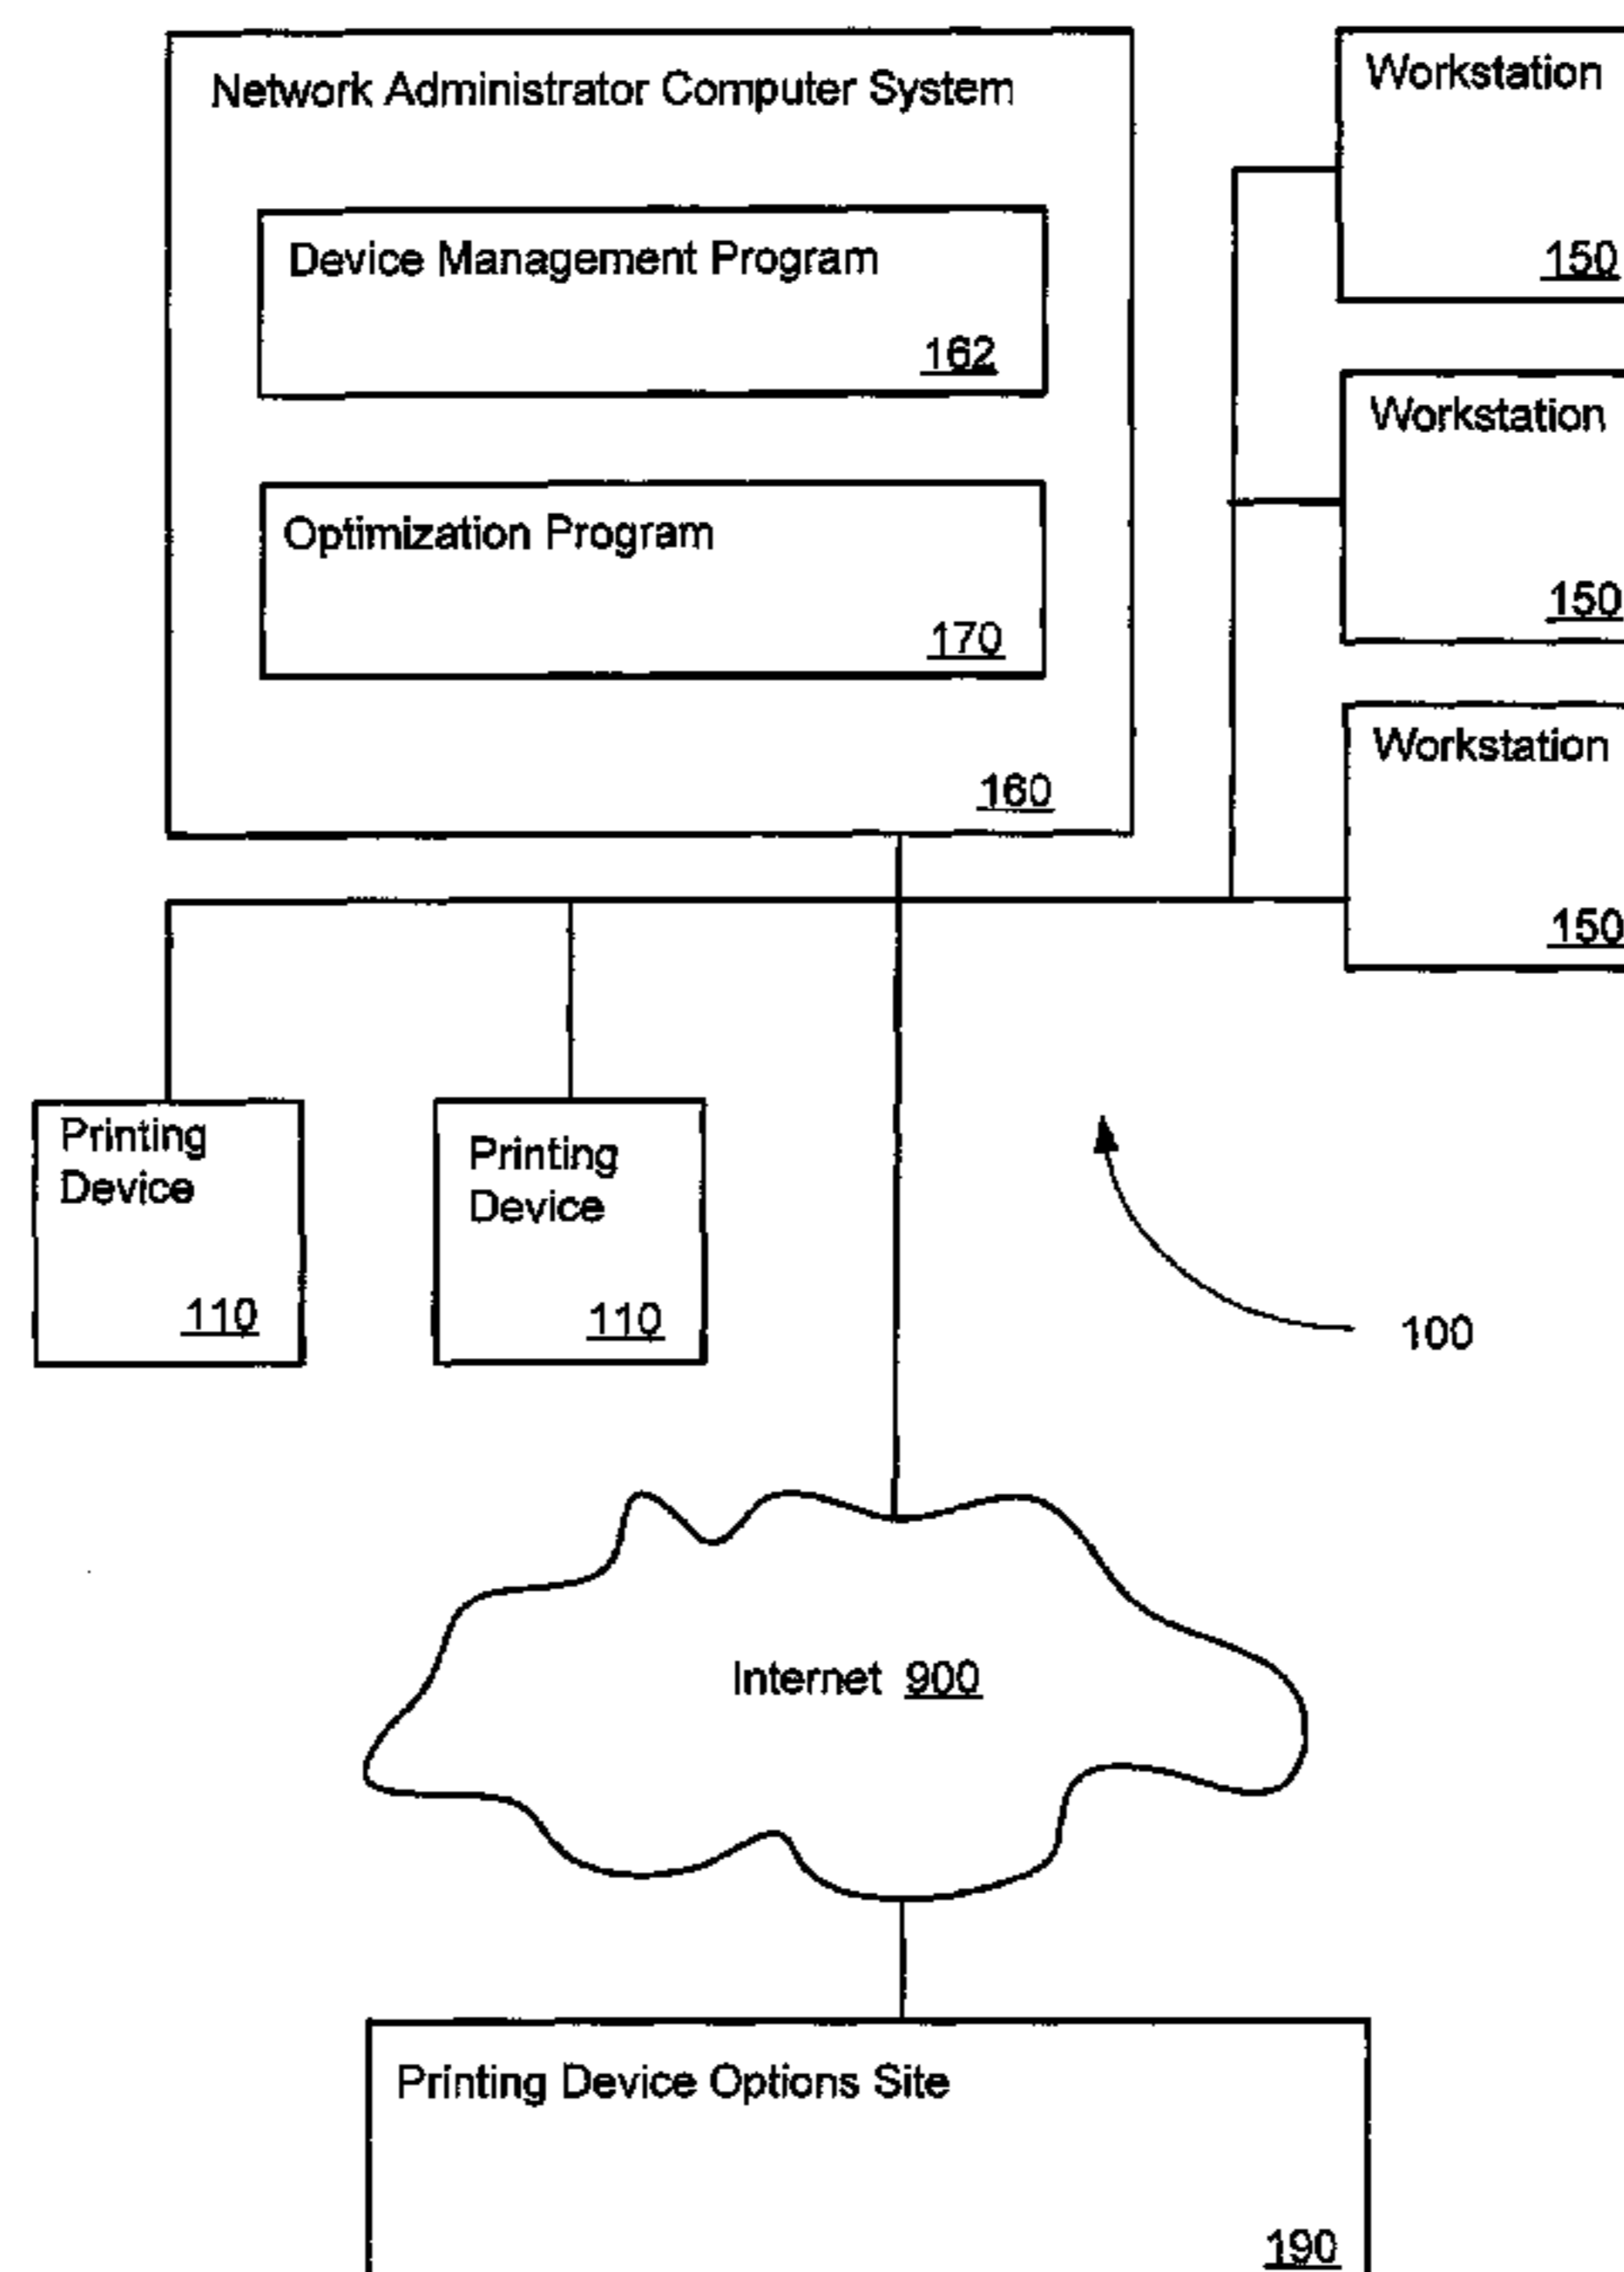 Network Administrator Computer System
Device Management Program
162
Optimization Program
170
160
Workstation
150
Workstation
150
Workstation
150
Printing
Device
110
Printing
Device
110
100
Internet 900
Printing Device Options Site
190